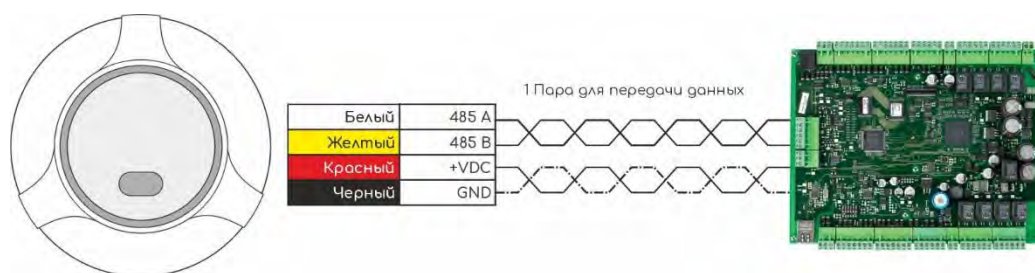 1 Пара для передачи данных
Белый 485 A
Желтый 485 B
Красный +VDC
Черный GND